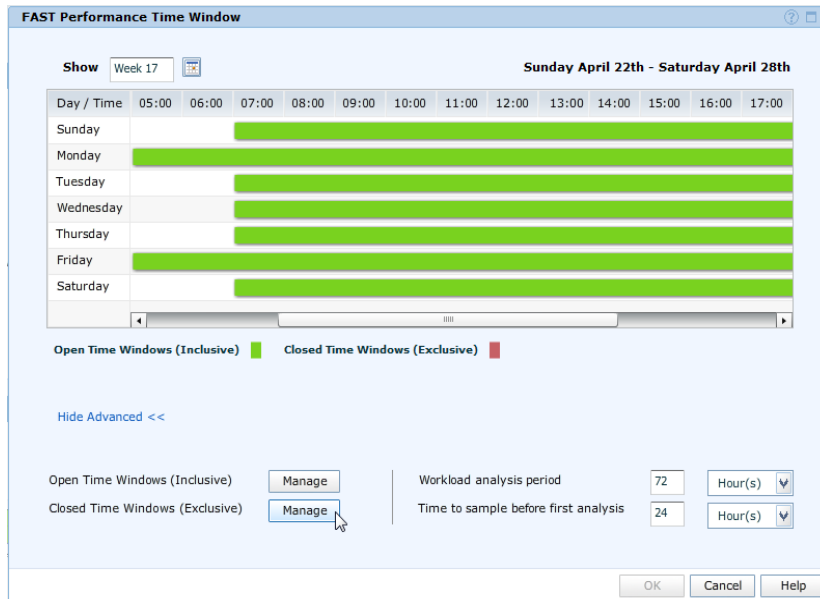 FAST Performance Time Window
Show Week 17 Sunday April 22th - Saturday April 28th
Day / Time 05:00 06:00 07:00 08:00 09:00 10:00 11:00 12:00 13:00 14:00 15:00 16:00 17:00
Sunday
Monday
Tuesday
Wednesday
Thursday
Friday
Saturday
Open Time Windows (Inclusive) Closed Time Windows (Exclusive)
Hide Advanced <<
Open Time Windows (Inclusive) Manage Workload analysis period 72 Hour(s)
Closed Time Windows (Exclusive) Manage Time to sample before first analysis 24 Hour(s)
OK Cancel Help